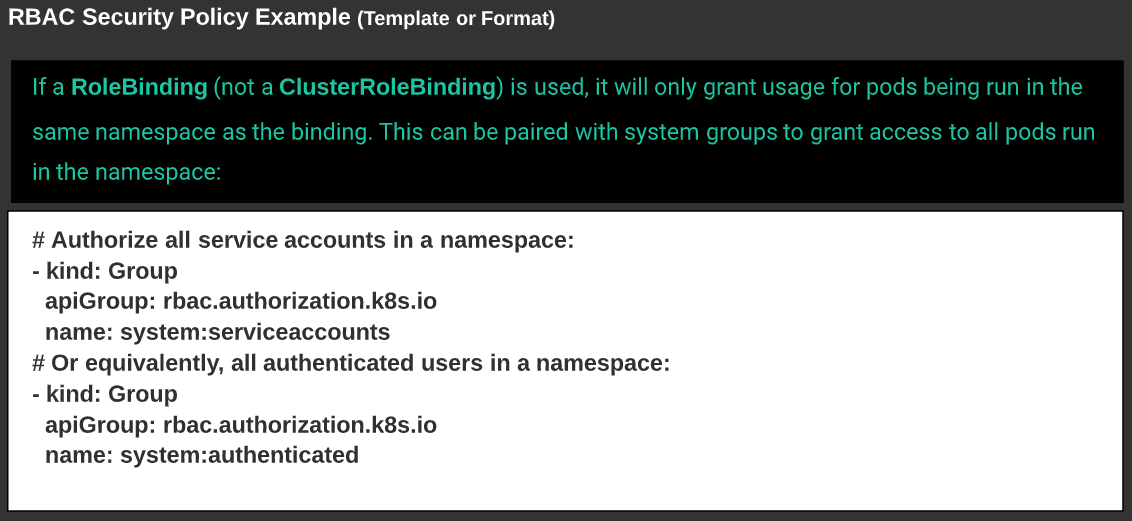 RBAC Security Policy Example (Template or Format)
If a RoleBinding (not a ClusterRoleBinding) is used, it will only grant usage for pods being run in the
same namespace as the binding. This can be paired with system groups to grant access to all pods run
in the namespace:
# Authorize all service accounts in a namespace:
- kind: Group
  apiGroup: rbac.authorization.k8s.io
  name: system:serviceaccounts
# Or equivalently, all authenticated users in a namespace:
- kind: Group
  apiGroup: rbac.authorization.k8s.io
  name: system:authenticated